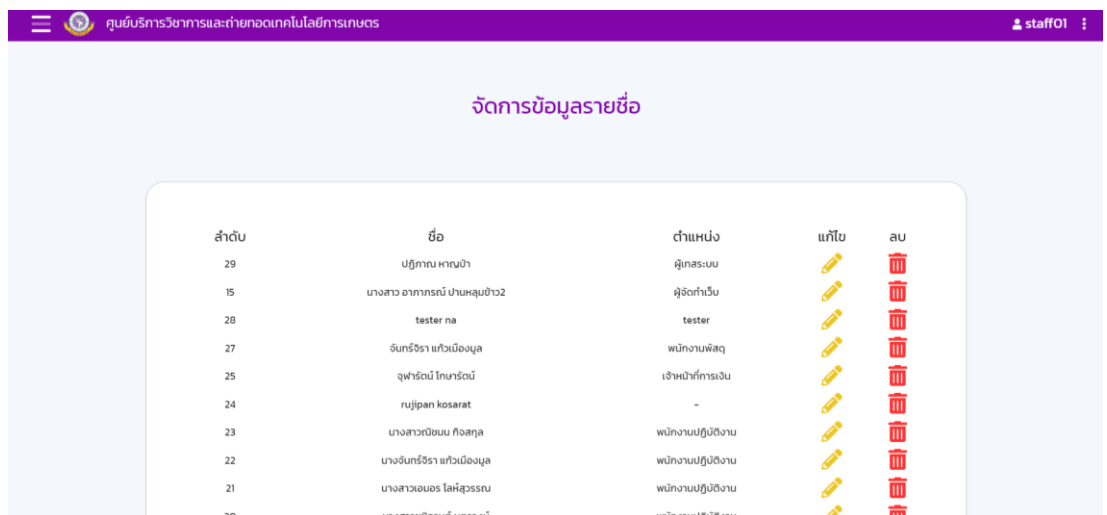 ศูนย์บริการวิชาการและถ่ายทอดเทคโนโลยีการเกษตร staff01
จัดการข้อมูลรายชื่อ
ลำดับ ชื่อ ตำแหน่ง แก้ไข ลบ
29 ปฏิภาณ หาญป่า ผู้เทสระบบ
15 นางสาว อาภาภรณ์ ปานหลุมข้าว2 ผู้จัดทำเว็บ
28 tester na tester
27 จันทร์จิรา แก้วเมืองมูล พนักงานพัสดุ
25 จุฬารัตน์ โกษารัตน์ เจ้าหน้าที่การเงิน
24 rujipan kosarat -
23 นางสาวณิชมน กิจสกุล พนักงานปฏิบัติงาน
22 นางจันทร์จิรา แก้วเมืองมูล พนักงานปฏิบัติงาน
21 นางสาวเอมอร ไลห์สุวรรณ พนักงานปฏิบัติงาน